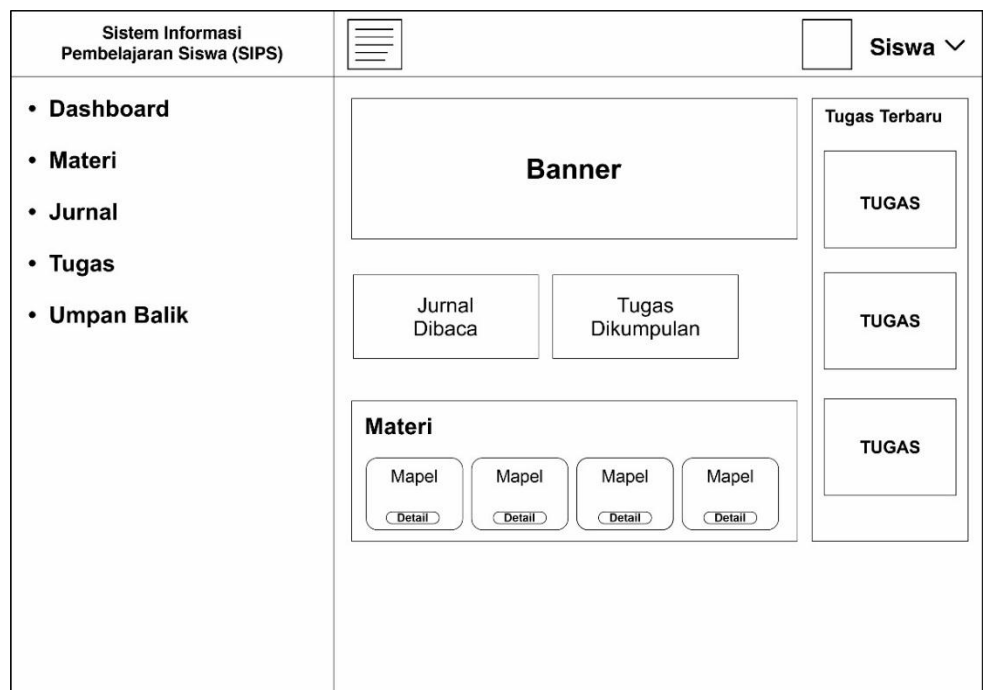 Sistem Informasi
Pembelajaran Siswa (SIPS)
Siswa
• Dashboard
• Materi
• Jurnal
• Tugas
• Umpan Balik
Banner
Jurnal
Dibaca
Tugas
Dikumpulan
Materi
Mapel
Detail
Mapel
Detail
Mapel
Detail
Mapel
Detail
Tugas Terbaru
TUGAS
TUGAS
TUGAS